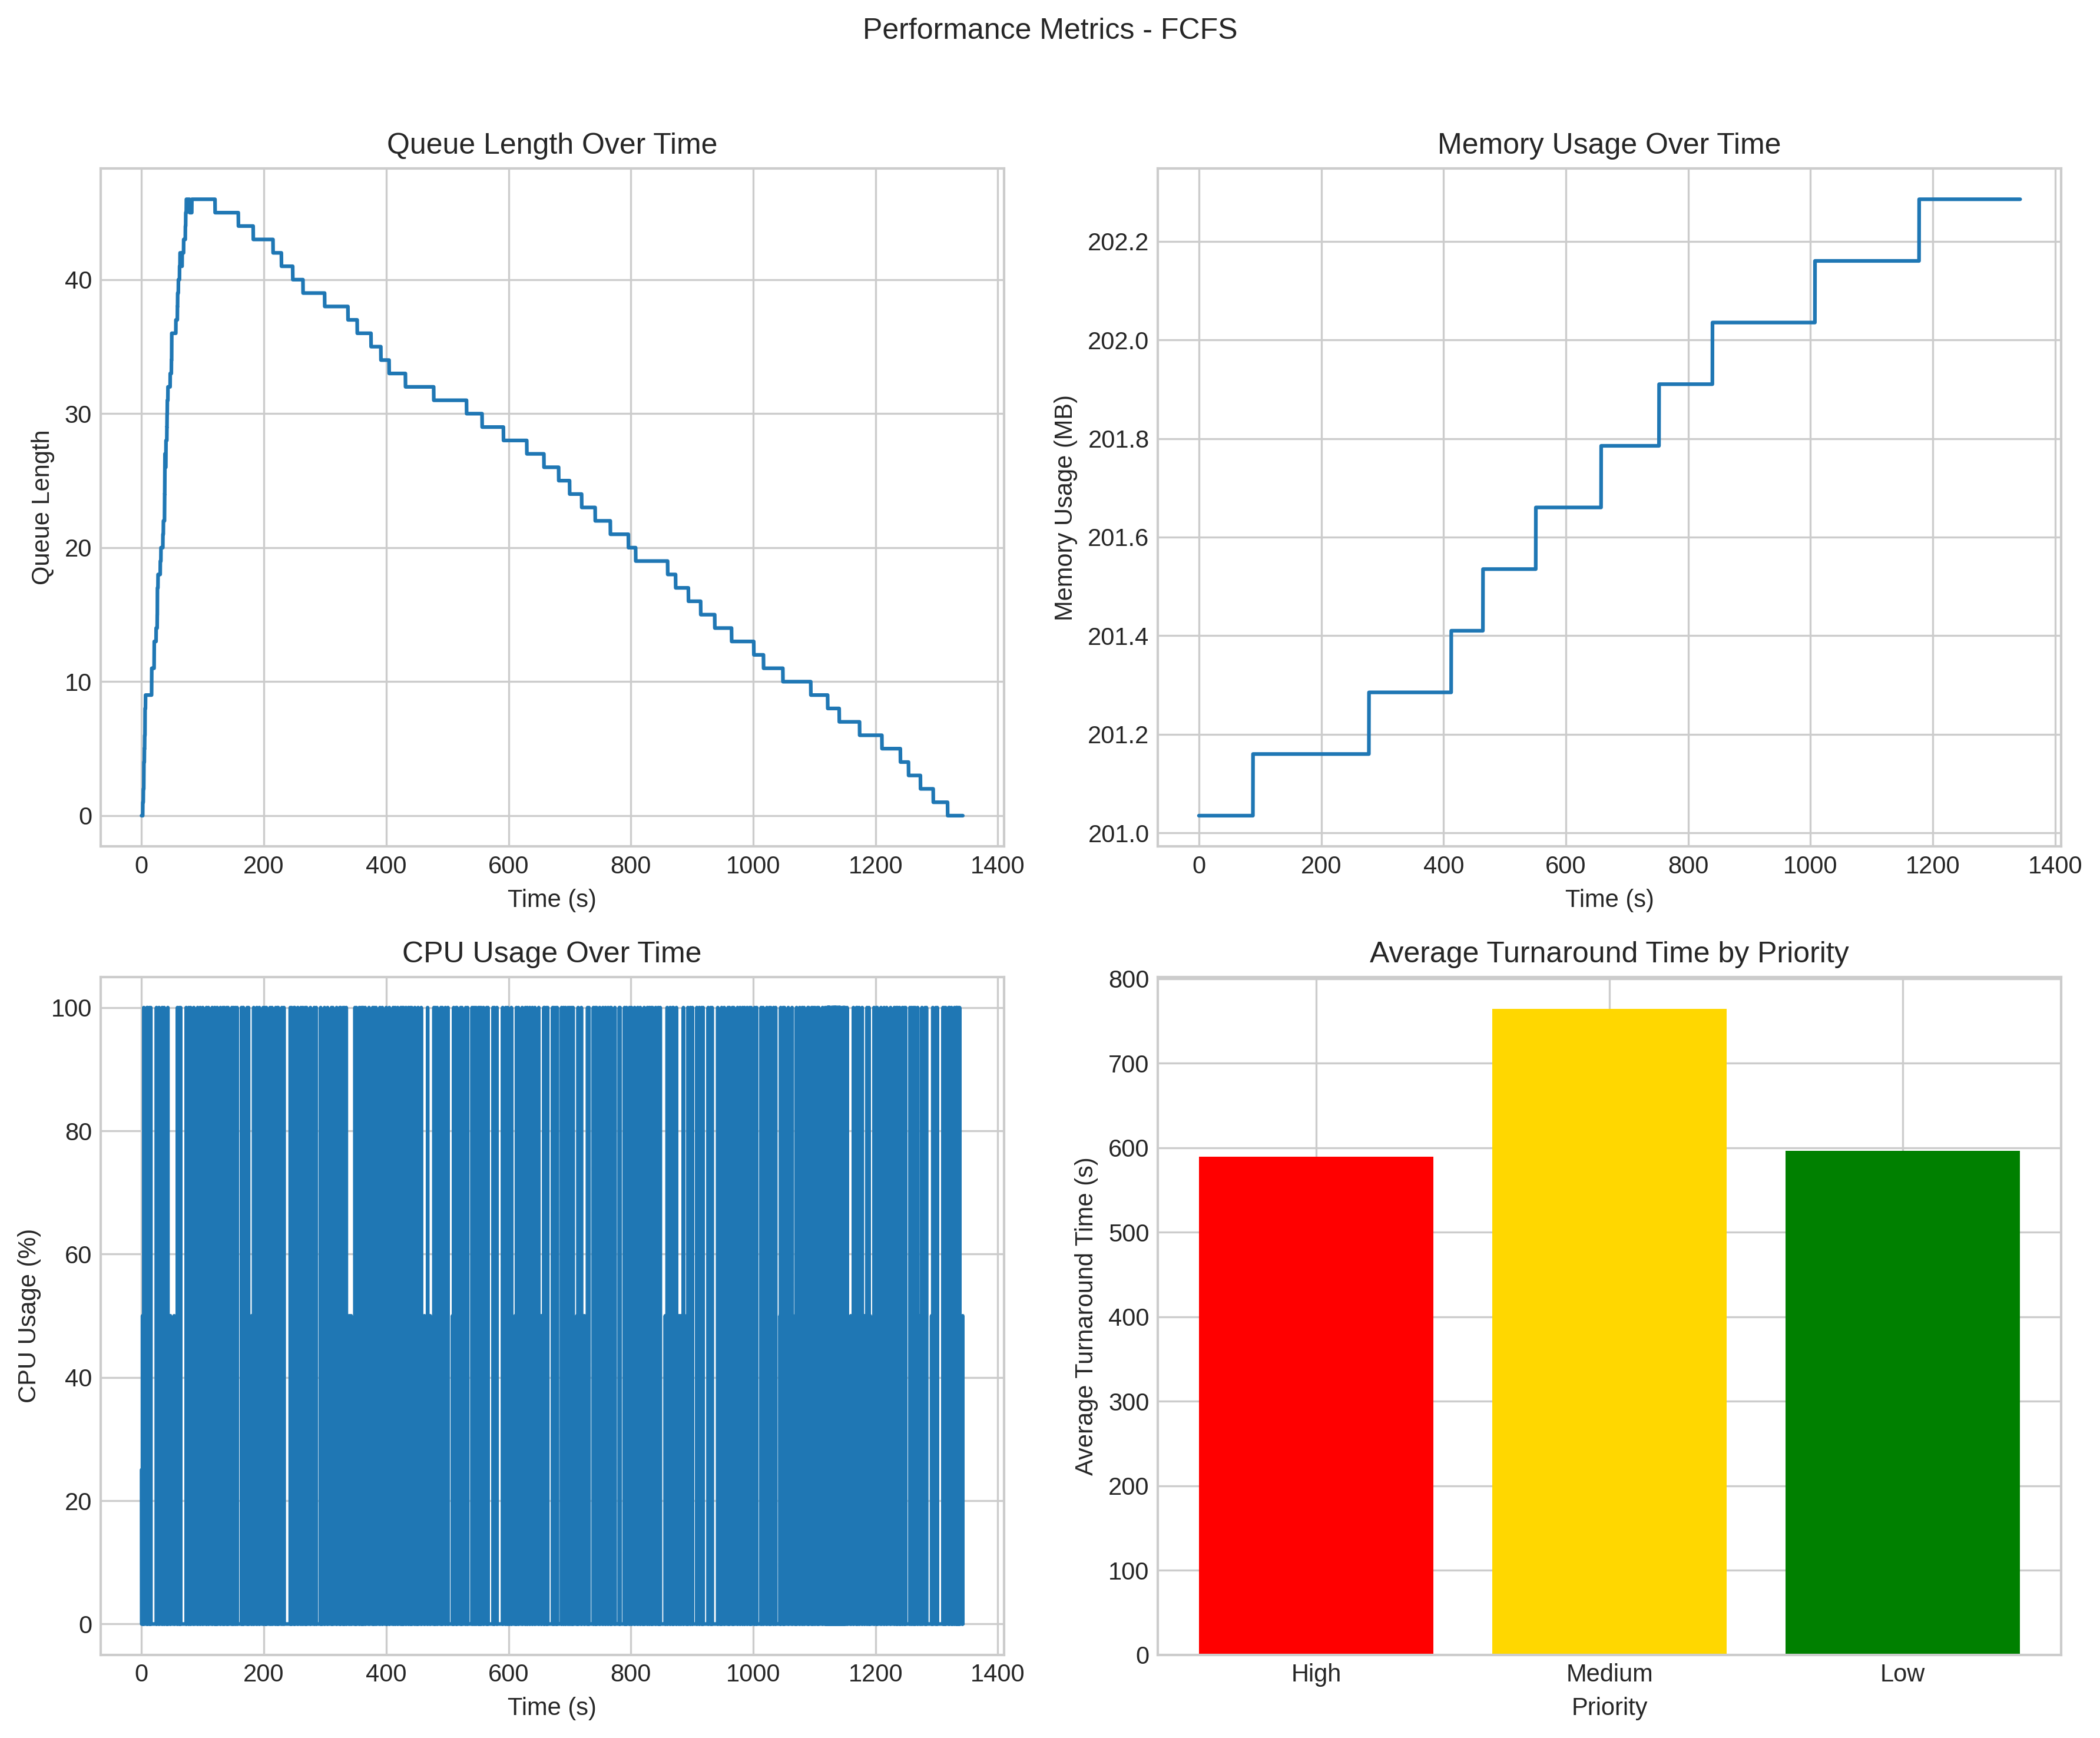 Performance Metrics - FCFS
Queue Length Over Time
Queue Length
40
30
20
10
0
0 200 400 600 800 1000 1200 1400
Time (s)
Memory Usage Over Time
Memory Usage (MB)
202.2
202.0
201.8
201.6
201.4
201.2
201.0
0 200 400 600 800 1000 1200 1400
Time (s)
CPU Usage Over Time
CPU Usage (%)
100
80
60
40
20
0
0 200 400 600 800 1000 1200 1400
Time (s)
Average Turnaround Time by Priority
Average Turnaround Time (s)
800
700
600
500
400
300
200
100
0
High Medium Low
Priority